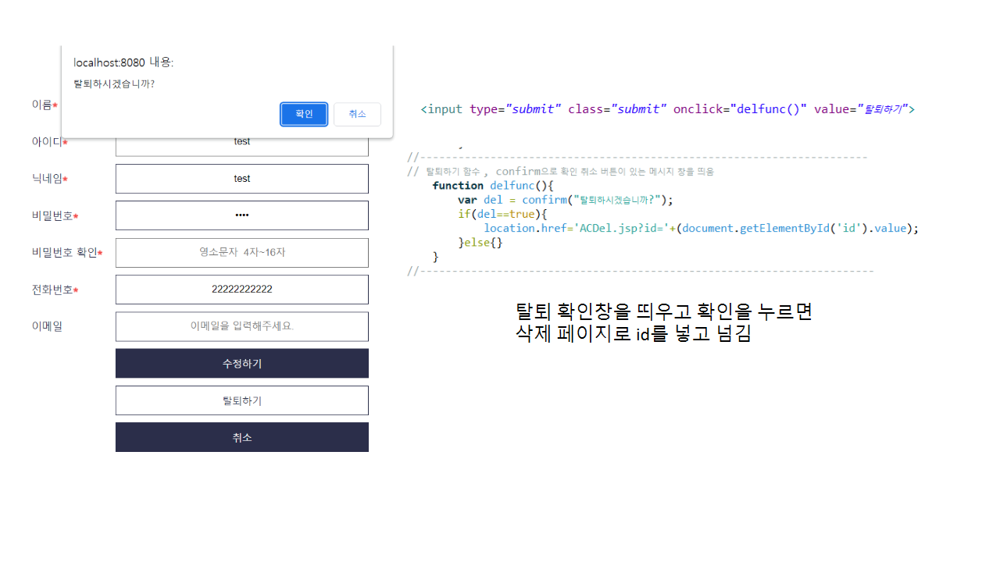 localhost:8080 내용:
탈퇴하시겠습니까?
확인
취소
이름*
아이디*
test
닉네임*
test
비밀번호*
••••
비밀번호 확인*
영소문자 4자~16자
전화번호*
22222222222
이메일
이메일을 입력해주세요.
수정하기
탈퇴하기
취소
<input type="submit" class="submit" onclick="delfunc()" value="탈퇴하기">
//----------------------------------------------------------------------
// 탈퇴하기 함수 , confirm으로 확인 취소 버튼이 있는 메시지 창을 띄움
function delfunc(){
var del = confirm("탈퇴하시겠습니까?");
if(del==true){
location.href='ACDel.jsp?id='+(document.getElementById('id').value);
}else{}
}
//-----------------------------------------------------------------------
탈퇴 확인창을 띄우고 확인을 누르면
삭제 페이지로 id를 넣고 넘김